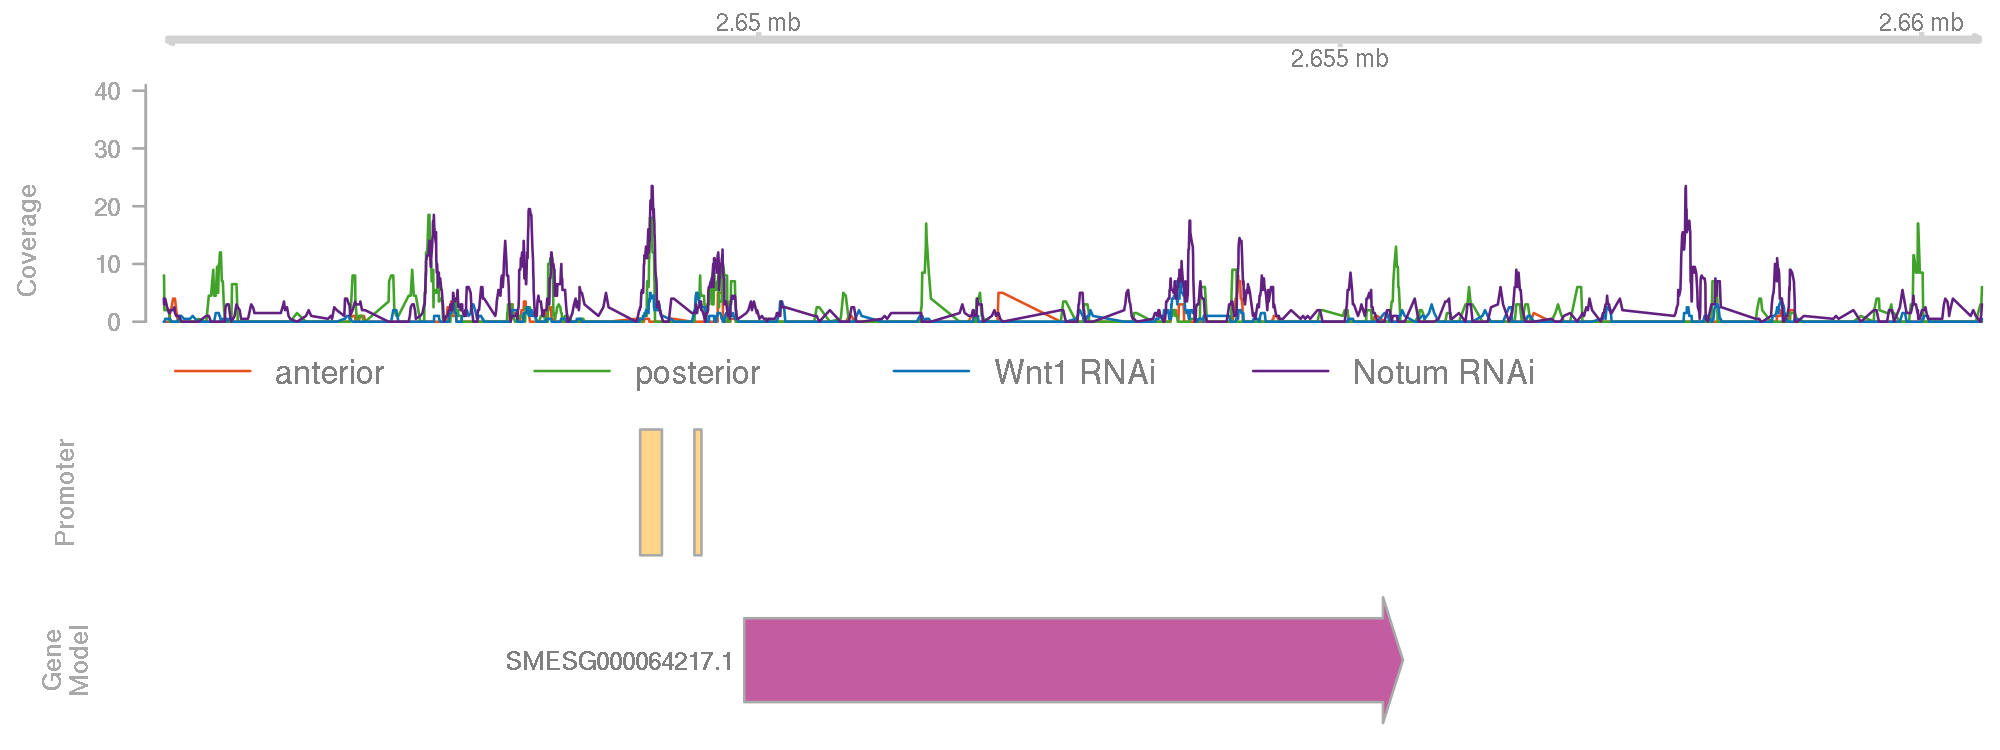 2.65 mb
2.66 mb
2.655 mb
40
30
20
10
0
Coverage
anterior posterior Wnt1 RNAi Notum RNAi
Promoter
Gene
Model
SMESG000064217.1